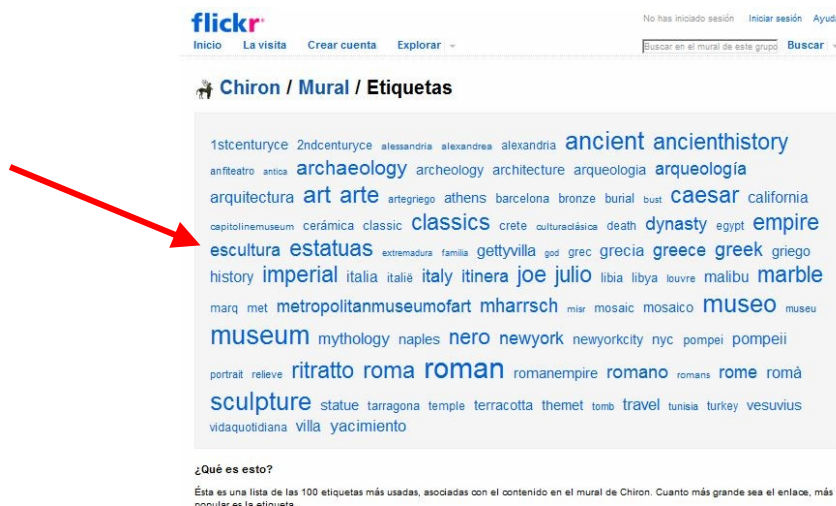 flickr
No has iniciado sesión Iniciar sesión Ayuda
Inicio La visita Crear cuenta Explorar
Buscar en el mural de este grupo Buscar
Chiron / Mural / Etiquetas
1stcenturyce 2ndcenturyce alessandria alexandrea alexandria ancient ancienthistory
anfiteatro antica archaeology archeology architecture arqueologia arqueología
arquitectura art arte artegriego athens barcelona bronze burial bust caesar california
capitolinemuseum cerámica classic classics crete culturaclásica death dynasty egypt empire
escultura estatuas extremadura familia gettyvilla god grec grecia greece greek griego
history imperial italia italië italy itinera joe julio libia libya louvre malibu marble
marq met metropolitanmuseumofart mharrsch misr mosaic mosaico museo museu
museum mythology naples nero newyork newyorkcity nyc pompei pompeii
portrait relieve ritratto roma roman romanempire romano romans rome romà
sculpture statue tarragona temple terracotta themet tomb travel tunisia turkey vesuvius
vidaquotidiana villa yacimiento
¿Qué es esto?
Ésta es una lista de las 100 etiquetas más usadas, asociadas con el contenido en el mural de Chiron. Cuanto más grande sea el enlace, más
popular es la etiqueta.